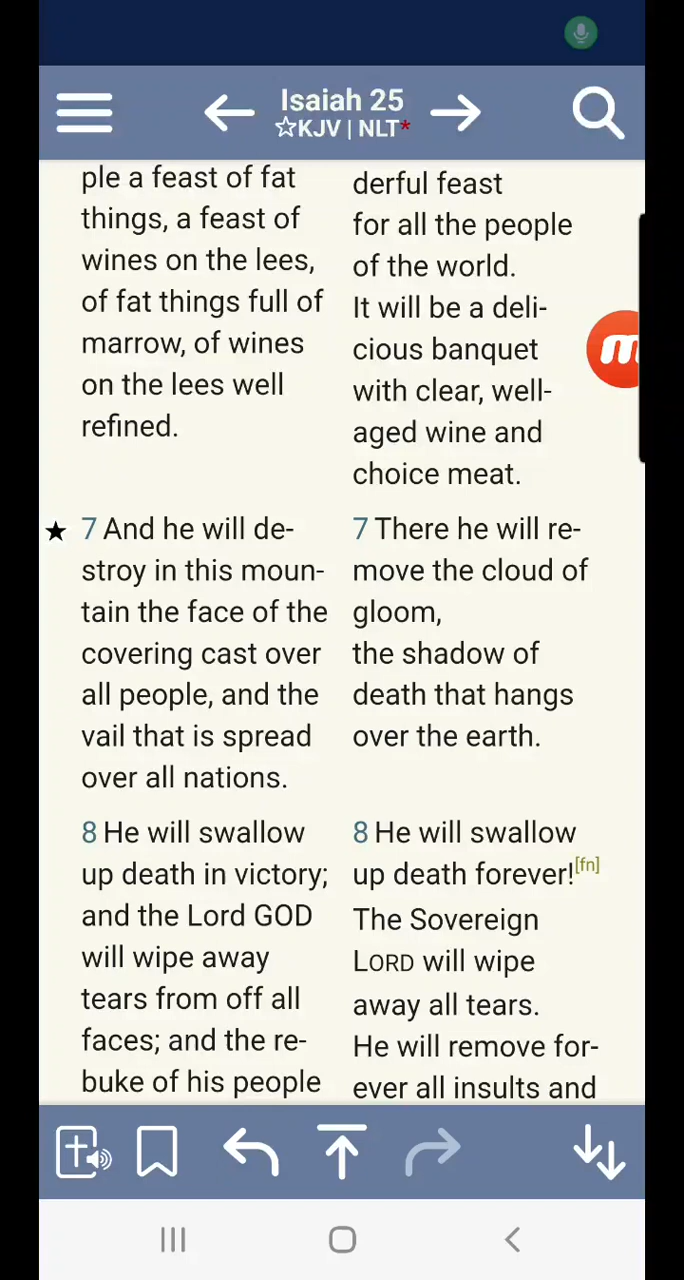 Isaiah 25
☆KJV | NLT*
ple a feast of fat
things, a feast of
wines on the lees,
of fat things full of
marrow, of wines
on the lees well
refined.
★ 7 And he will de-
stroy in this moun-
tain the face of the
covering cast over
all people, and the
vail that is spread
over all nations.
8 He will swallow
up death in victory;
and the Lord GOD
will wipe away
tears from off all
faces; and the re-
buke of his people
derful feast
for all the people
of the world.
It will be a deli-
cious banquet
with clear, well-
aged wine and
choice meat.
7 There he will re-
move the cloud of
gloom,
the shadow of
death that hangs
over the earth.
8 He will swallow
up death forever![fn]
The Sovereign
LORD will wipe
away all tears.
He will remove for-
ever all insults and